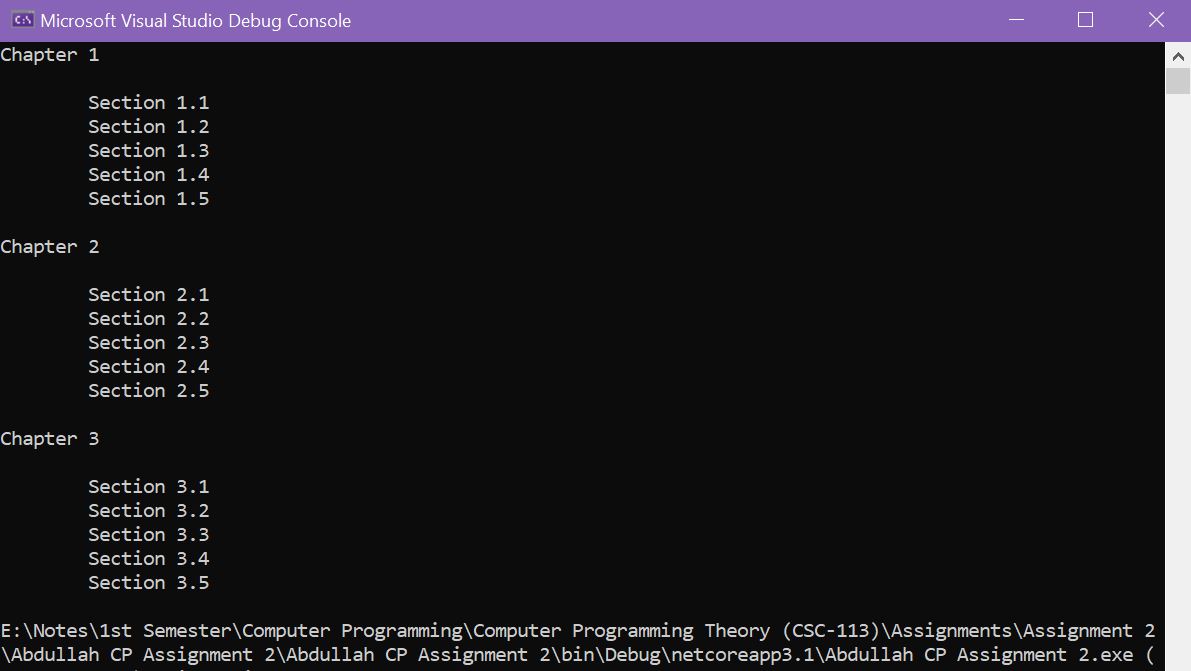 Microsoft Visual Studio Debug Console
Chapter 1
Section 1.1
Section 1.2
Section 1.3
Section 1.4
Section 1.5
Chapter 2
Section 2.1
Section 2.2
Section 2.3
Section 2.4
Section 2.5
Chapter 3
Section 3.1
Section 3.2
Section 3.3
Section 3.4
Section 3.5
E:\Notes\1st Semester\Computer Programming\Computer Programming Theory (CSC-113)\Assignments\Assignment 2
\Abdullah CP Assignment 2\Abdullah CP Assignment 2\bin\Debug\netcoreapp3.1\Abdullah CP Assignment 2.exe (